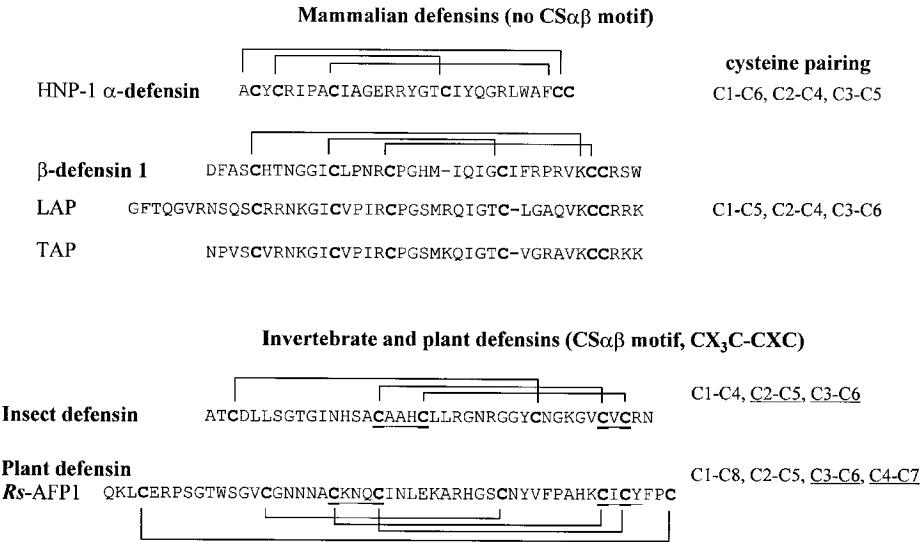 Mammalian defensins (no CSαβ motif)
cysteine pairing
HNP-1 α-defensin ACYCRIPACIAGERRYGTCIYQGRLWAFCC C1-C6, C2-C4, C3-C5
β-defensin 1 DFASCHTNGGICLPNRCPGHM-IQIGCIFRPRVKCCRSW
LAP GFTQGVRNSQSCRRNKGICVPIRCPGSMRQIGTC-LGAQVKCCRRK C1-C5, C2-C4, C3-C6
TAP NPVSCVRNKGICVPIRCPGSMKQIGTC-VGRAVKCCRKK
Invertebrate and plant defensins (CSαβ motif, CX₃C-CXC)
C1-C4, C2-C5, C3-C6
Insect defensin ATCDLLSGTGINHSACAAHCLLRGNRGGYCNGKGVCVCRN
Plant defensin
C1-C8, C2-C5, C3-C6, C4-C7
Rs-AFP1 QKLCERPSGTWSGVCGNNNACKNQCINLEKARHGSCNYVFPAHKCICYFPC